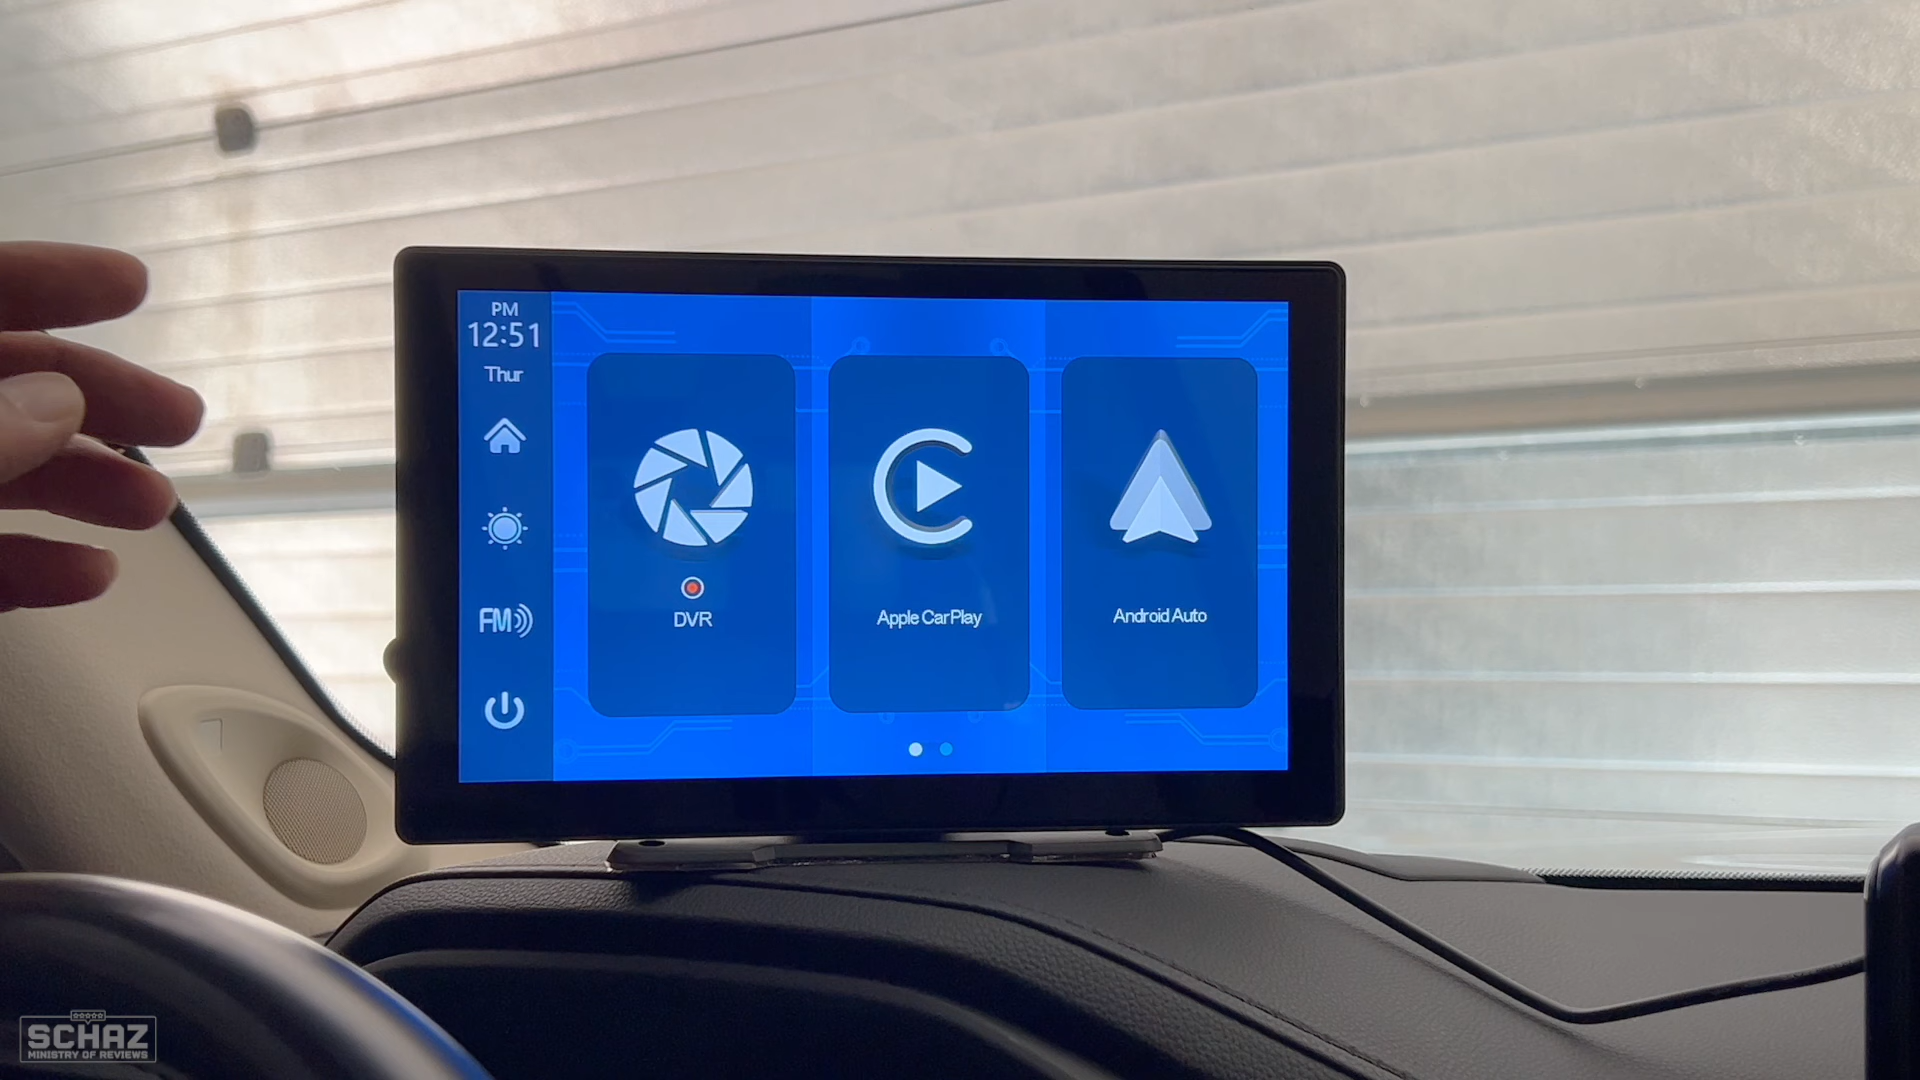 PM
12:51
Thur
FM
DVR
Apple CarPlay
Android Auto
SCHAZ
MINISTRY OF REVIEWS